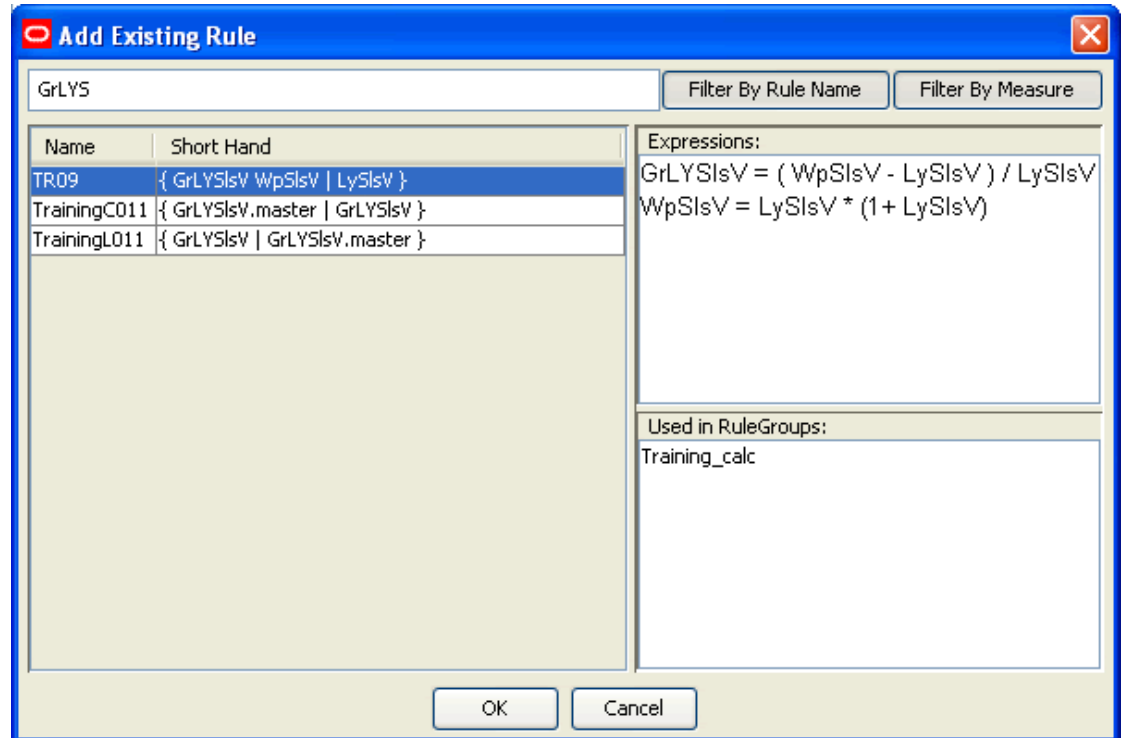 Add Existing Rule
GrLYS
Filter By Rule Name
Filter By Measure
Name Short Hand
TR09 { GrLYSlsV WpSlsV | LySlsV }
TrainingC011 { GrLYSlsV.master | GrLYSlsV }
TrainingL011 { GrLYSlsV | GrLYSlsV.master }
Expressions:
GrLYSlsV = ( WpSlsV - LySlsV ) / LySlsV
WpSlsV = LySlsV * (1+ LySlsV)
Used in RuleGroups:
Training_calc
OK
Cancel